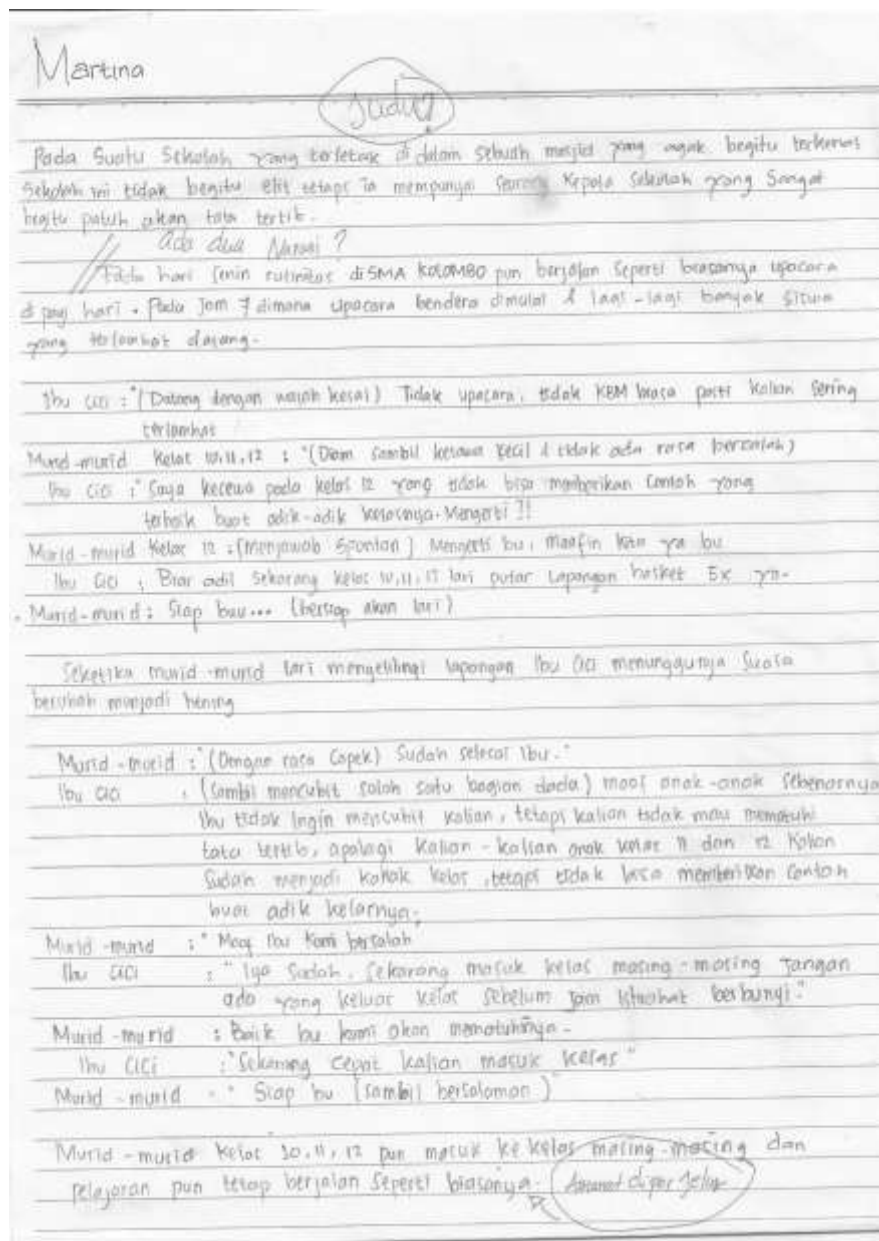 Martina
Judul?
Pada Suatu Sekolah yang terletak di dalam sebuah masjid yang agak begitu terkenas
Sekolah ini tidak begitu elit tetapi Ia mempunyai seorang Kepala Sekolah yang Sangat
begitu patuh akan tata tertib.
Ada dua Narasi?
Pada hari Senin rutinitas di SMA KOLOMBO pun berjalan Seperti biasanya upacara
di pagi hari. Pada Jam 7 dimana Upacara bendera dimulai & lagi-lagi banyak siswa
yang terlambat datang.
Ibu CiCi : "(Datang dengan wajah kesal) Tidak upacara, tidak KBM biasa pasti Kalian Sering
terlambat
Murid-murid Kelas 10,11,12 : "(Diam Sambil ketawa kecil & tidak ada rasa bersalah)
Ibu CiCi : "Saya kecewa pada kelas 12 yang tidak bisa memberikan Contoh yang
terbaik buat adik-adik kelasnya. Mengerti?!
Murid-murid Kelas 12 : (menjawab Spontan) Mengerti bu, maafin kita ya bu
Ibu CiCi : Biar adil Sekarang kelas 10,11,12 lari putar Lapangan basket 5x ya.
Murid-murid : Siap buu... (bersiap akan lari)
Seketika murid-murid lari mengelilingi lapangan Ibu CiCi menunggunya Suasa
berubah menjadi hening
Murid-murid : "(Dengan rasa Capek) Sudah selesai Ibu."
Ibu CiCi : (Sambil mencubit salah satu bagian dada) maaf anak-anak Sebenarnya
Ibu tidak Ingin mencubit kalian, tetapi kalian tidak mau mematuhi
tata tertib, apalagi Kalian-kalian anak kelas 11 dan 12 Kalian
Sudah menjadi kakak kelas, tetapi tidak bisa memberikan Contoh
buat adik kelasnya.
Murid-murid : "Maaf Ibu Kami bersalah
Ibu CiCi : "Iya Sudah, Sekarang masuk kelas masing-masing Jangan
ada yang keluar kelas Sebelum Jam Istirahat berbunyi."
Murid-murid : Baik bu kami akan mematuhinya.
Ibu CiCi : "Sekarang Cepat kalian masuk kelas"
Murid-murid : "Siap bu (sambil bersalaman)"
Murid-murid Kelas 10,11,12 pun masuk ke kelas masing-masing dan
pelajaran pun tetap berjalan Seperti biasanya. Amanat diperjelas